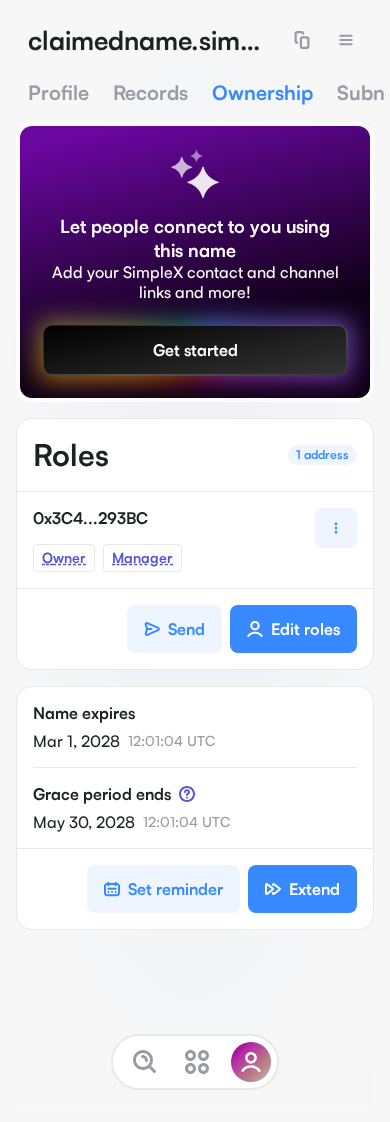 claimedname.sim...
Profile Records Ownership Subn
Let people connect to you using
this name
Add your SimpleX contact and channel
links and more!
Get started
Roles
1 address
0x3C4...293BC
Owner Manager
Send Edit roles
Name expires
Mar 1, 2028 12:01:04 UTC
Grace period ends
May 30, 2028 12:01:04 UTC
Set reminder Extend